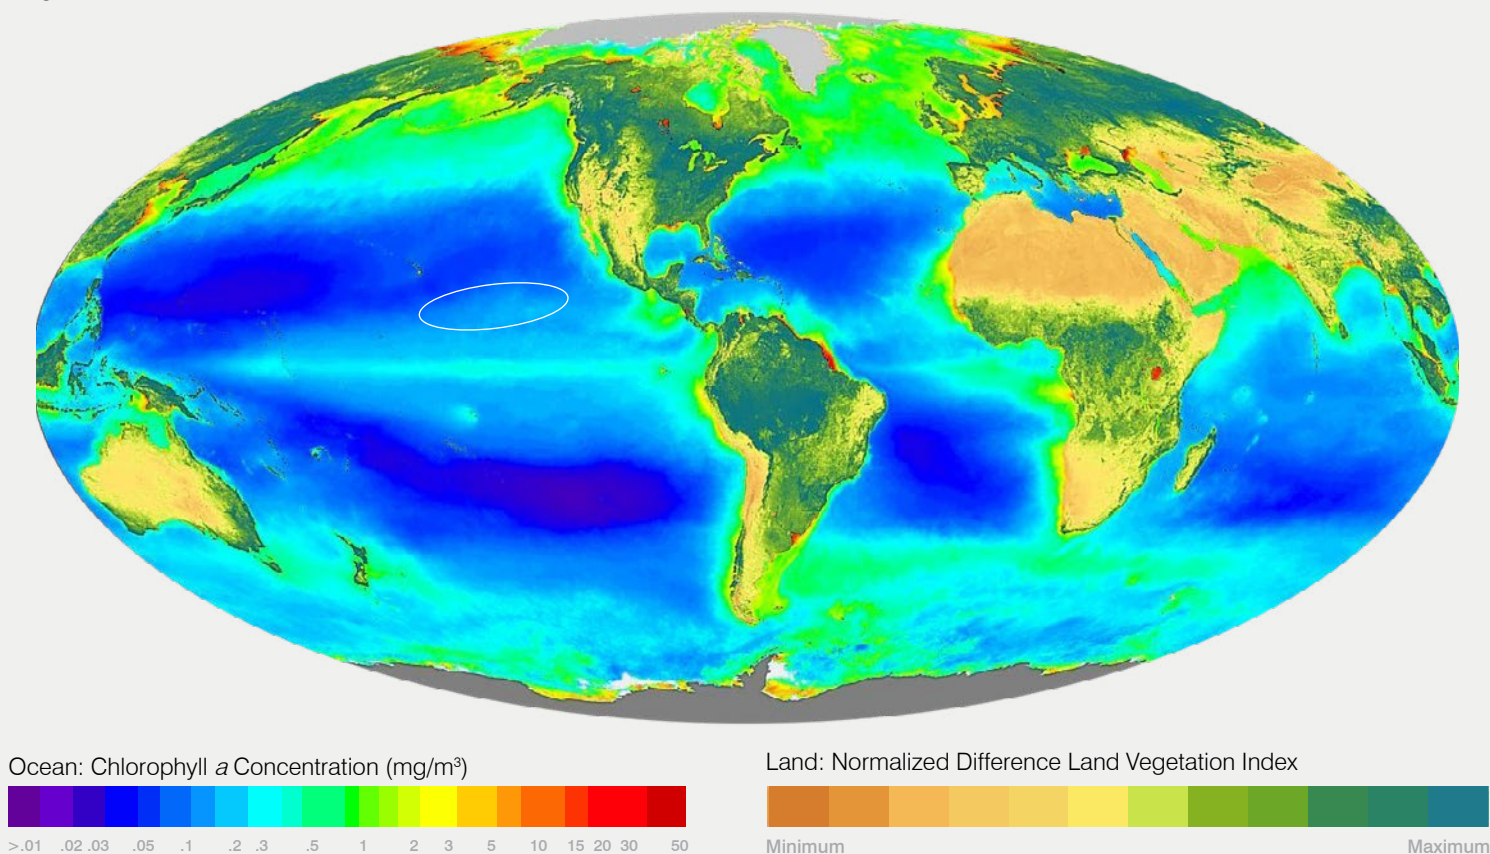 Ocean: Chlorophyll a Concentration (mg/m³)
>.01 .02 .03 .05 .1 .2 .3 .5 1 2 3 5 10 15 20 30 50
Land: Normalized Difference Land Vegetation Index
Minimum Maximum